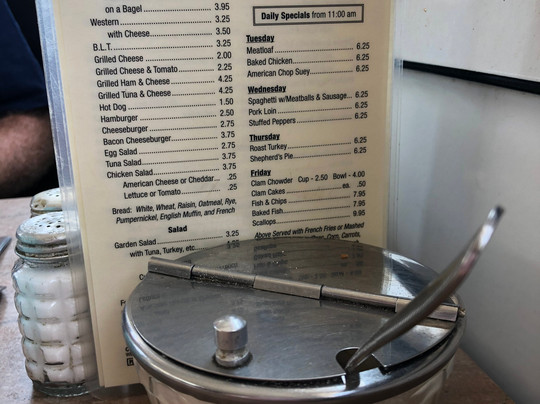 on a Bagel 3.95
Western 3.25
with Cheese 3.50
B.L.T. 3.25
Grilled Cheese 2.00
Grilled Cheese & Tomato 2.25
Grilled Ham & Cheese 4.25
Grilled Tuna & Cheese 4.25
Hot Dog 1.50
Hamburger 2.50
Cheeseburger 2.75
Bacon Cheeseburger 3.75
Egg Salad 2.75
Tuna Salad 3.75
Chicken Salad 3.75
American Cheese or Cheddar .25
Lettuce or Tomato .25
Bread: White, Wheat, Raisin, Oatmeal, Rye,
Pumpernickel, English Muffin, and French
Salad
Garden Salad 3.25
with Tuna, Turkey, etc.
Daily Specials from 11:00 am
Tuesday
Meatloaf 6.25
Baked Chicken 6.25
American Chop Suey 6.25
Wednesday
Spaghetti w/Meatballs & Sausage 6.25
Pork Loin 6.25
Stuffed Peppers 6.25
Thursday
Roast Turkey 6.25
Shepherd's Pie 6.25
Friday
Clam Chowder Cup - 2.50 Bowl - 4.00
Clam Cakes ea. .50
Fish & Chips 7.95
Baked Fish 7.95
Scallops 9.95
Above Served with French Fries or Mashed
Corn, Carrots,